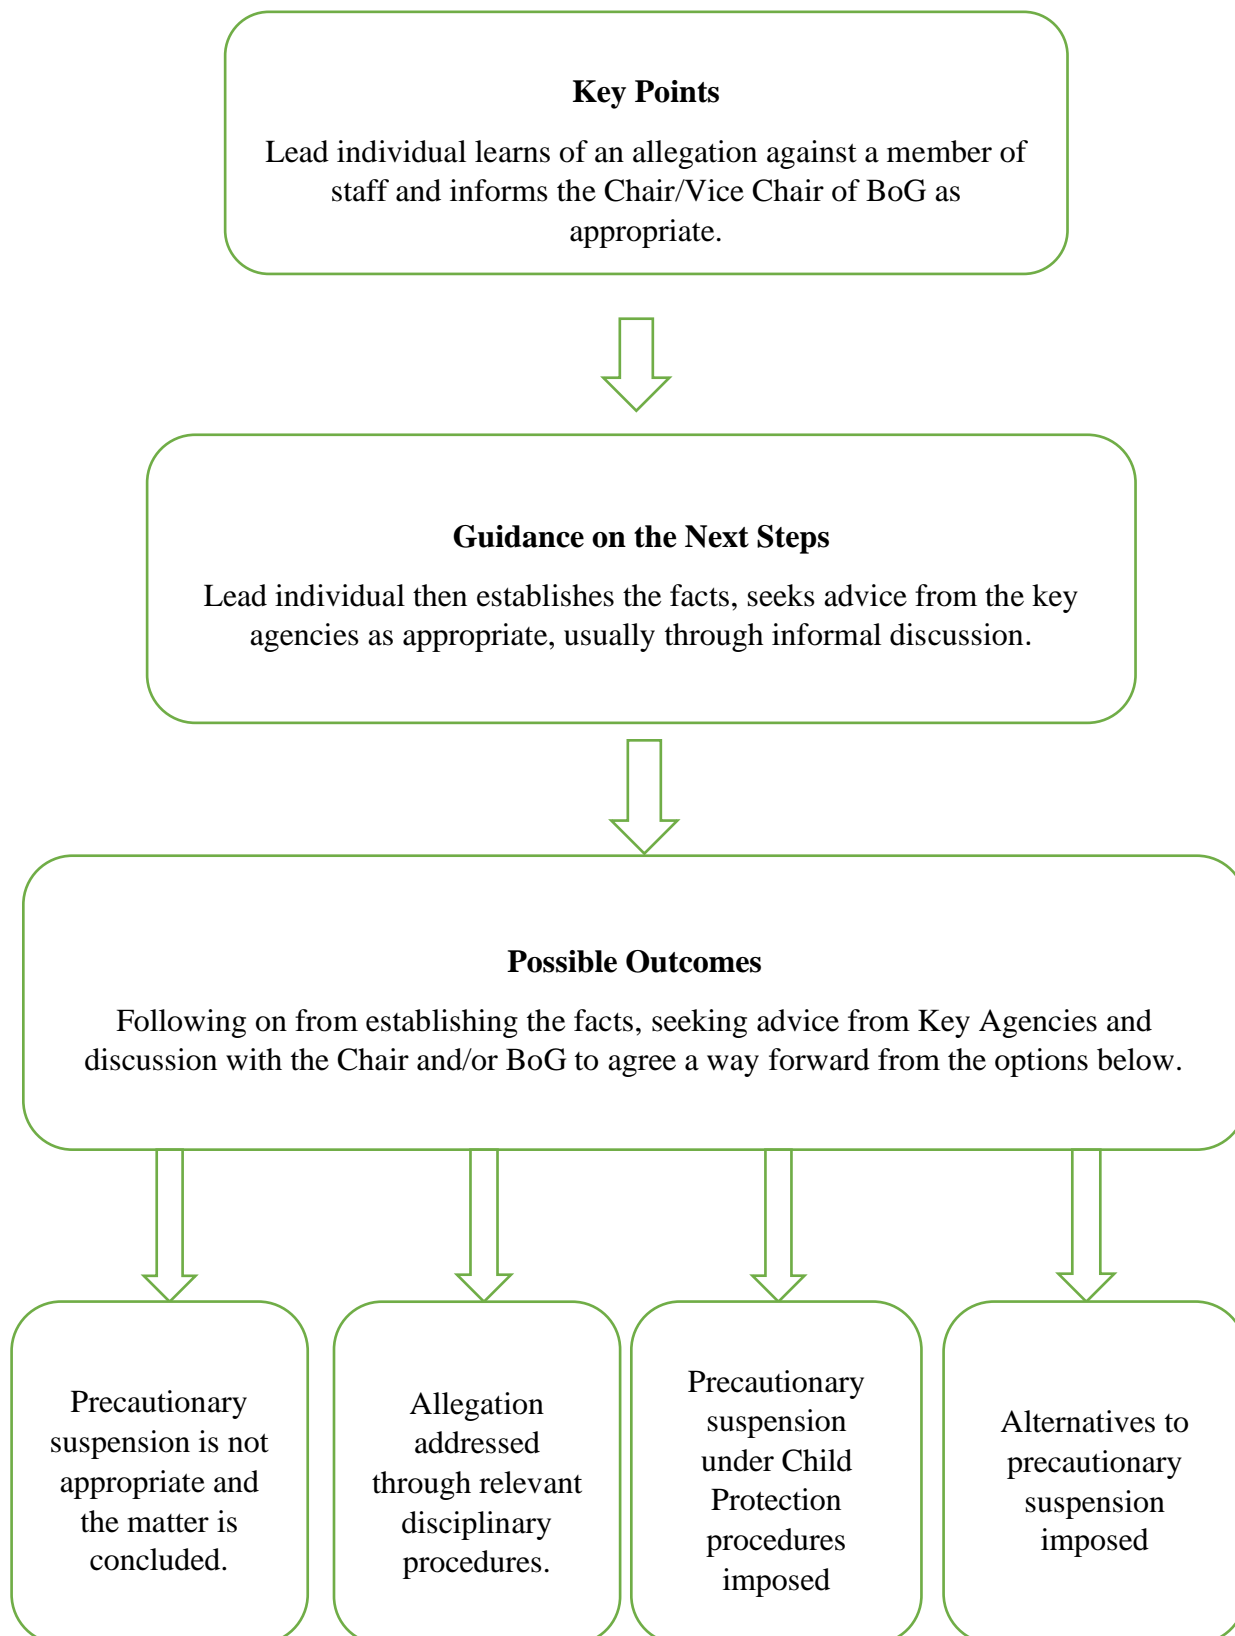 Key Points
Lead individual learns of an allegation against a member of
staff and informs the Chair/Vice Chair of BoG as
appropriate.
Guidance on the Next Steps
Lead individual then establishes the facts, seeks advice from the key
agencies as appropriate, usually through informal discussion.
Possible Outcomes
Following on from establishing the facts, seeking advice from Key Agencies and
discussion with the Chair and/or BoG to agree a way forward from the options below.
Precautionary
suspension is not
appropriate and
the matter is
concluded.
Allegation
addressed
through relevant
disciplinary
procedures.
Precautionary
suspension
under Child
Protection
procedures
imposed
Alternatives to
precautionary
suspension
imposed